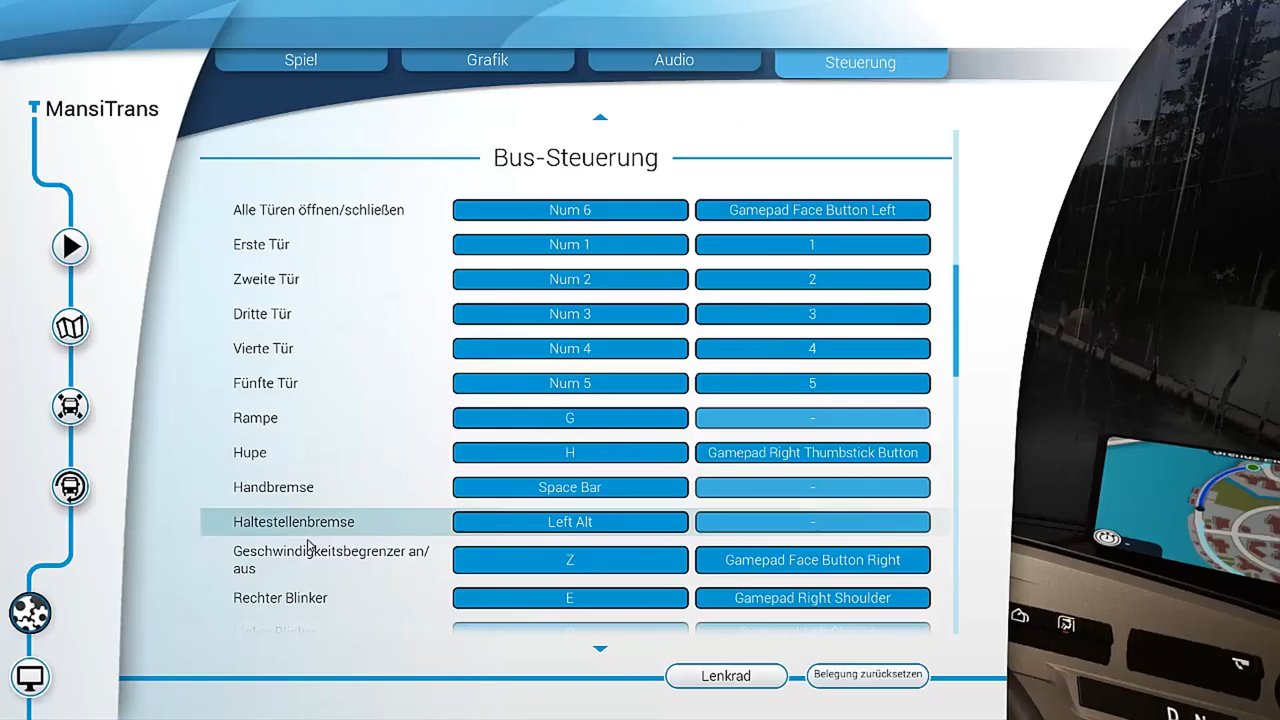 Spiel Grafik Audio Steuerung
MansiTrans
Bus-Steuerung
Alle Türen öffnen/schließen Num 6 Gamepad Face Button Left
Erste Tür Num 1 1
Zweite Tür Num 2 2
Dritte Tür Num 3 3
Vierte Tür Num 4 4
Fünfte Tür Num 5 5
Rampe G -
Hupe H Gamepad Right Thumbstick Button
Handbremse Space Bar -
Haltestellenbremse Left Alt -
Geschwindigkeitsbegrenzer an/
aus Z Gamepad Face Button Right
Rechter Blinker E Gamepad Right Shoulder
Linker Blinker
Lenkrad Belegung zurücksetzen
D N